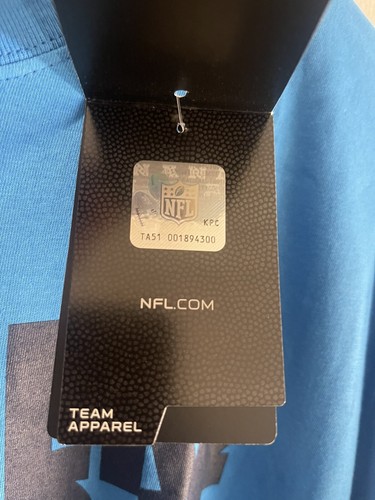 NFL
KPC
TA51 001894300
NFL.COM
TEAM
APPAREL